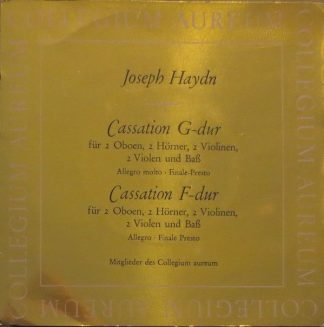 COLLEGIUM AUREUM
Joseph Haydn
Cassation G-dur
für 2 Oboen, 2 Hörner, 2 Violinen,
2 Violen und Baß
Allegro molto · Finale-Presto
Cassation F-dur
für 2 Oboen, 2 Hörner, 2 Violinen,
2 Violen und Baß
Allegro · Finale Presto
Mitglieder des Collegium aureum
COLLEGIUM AUREUM
COLLEGIUM AUREUM
COLLEGIUM AUREUM